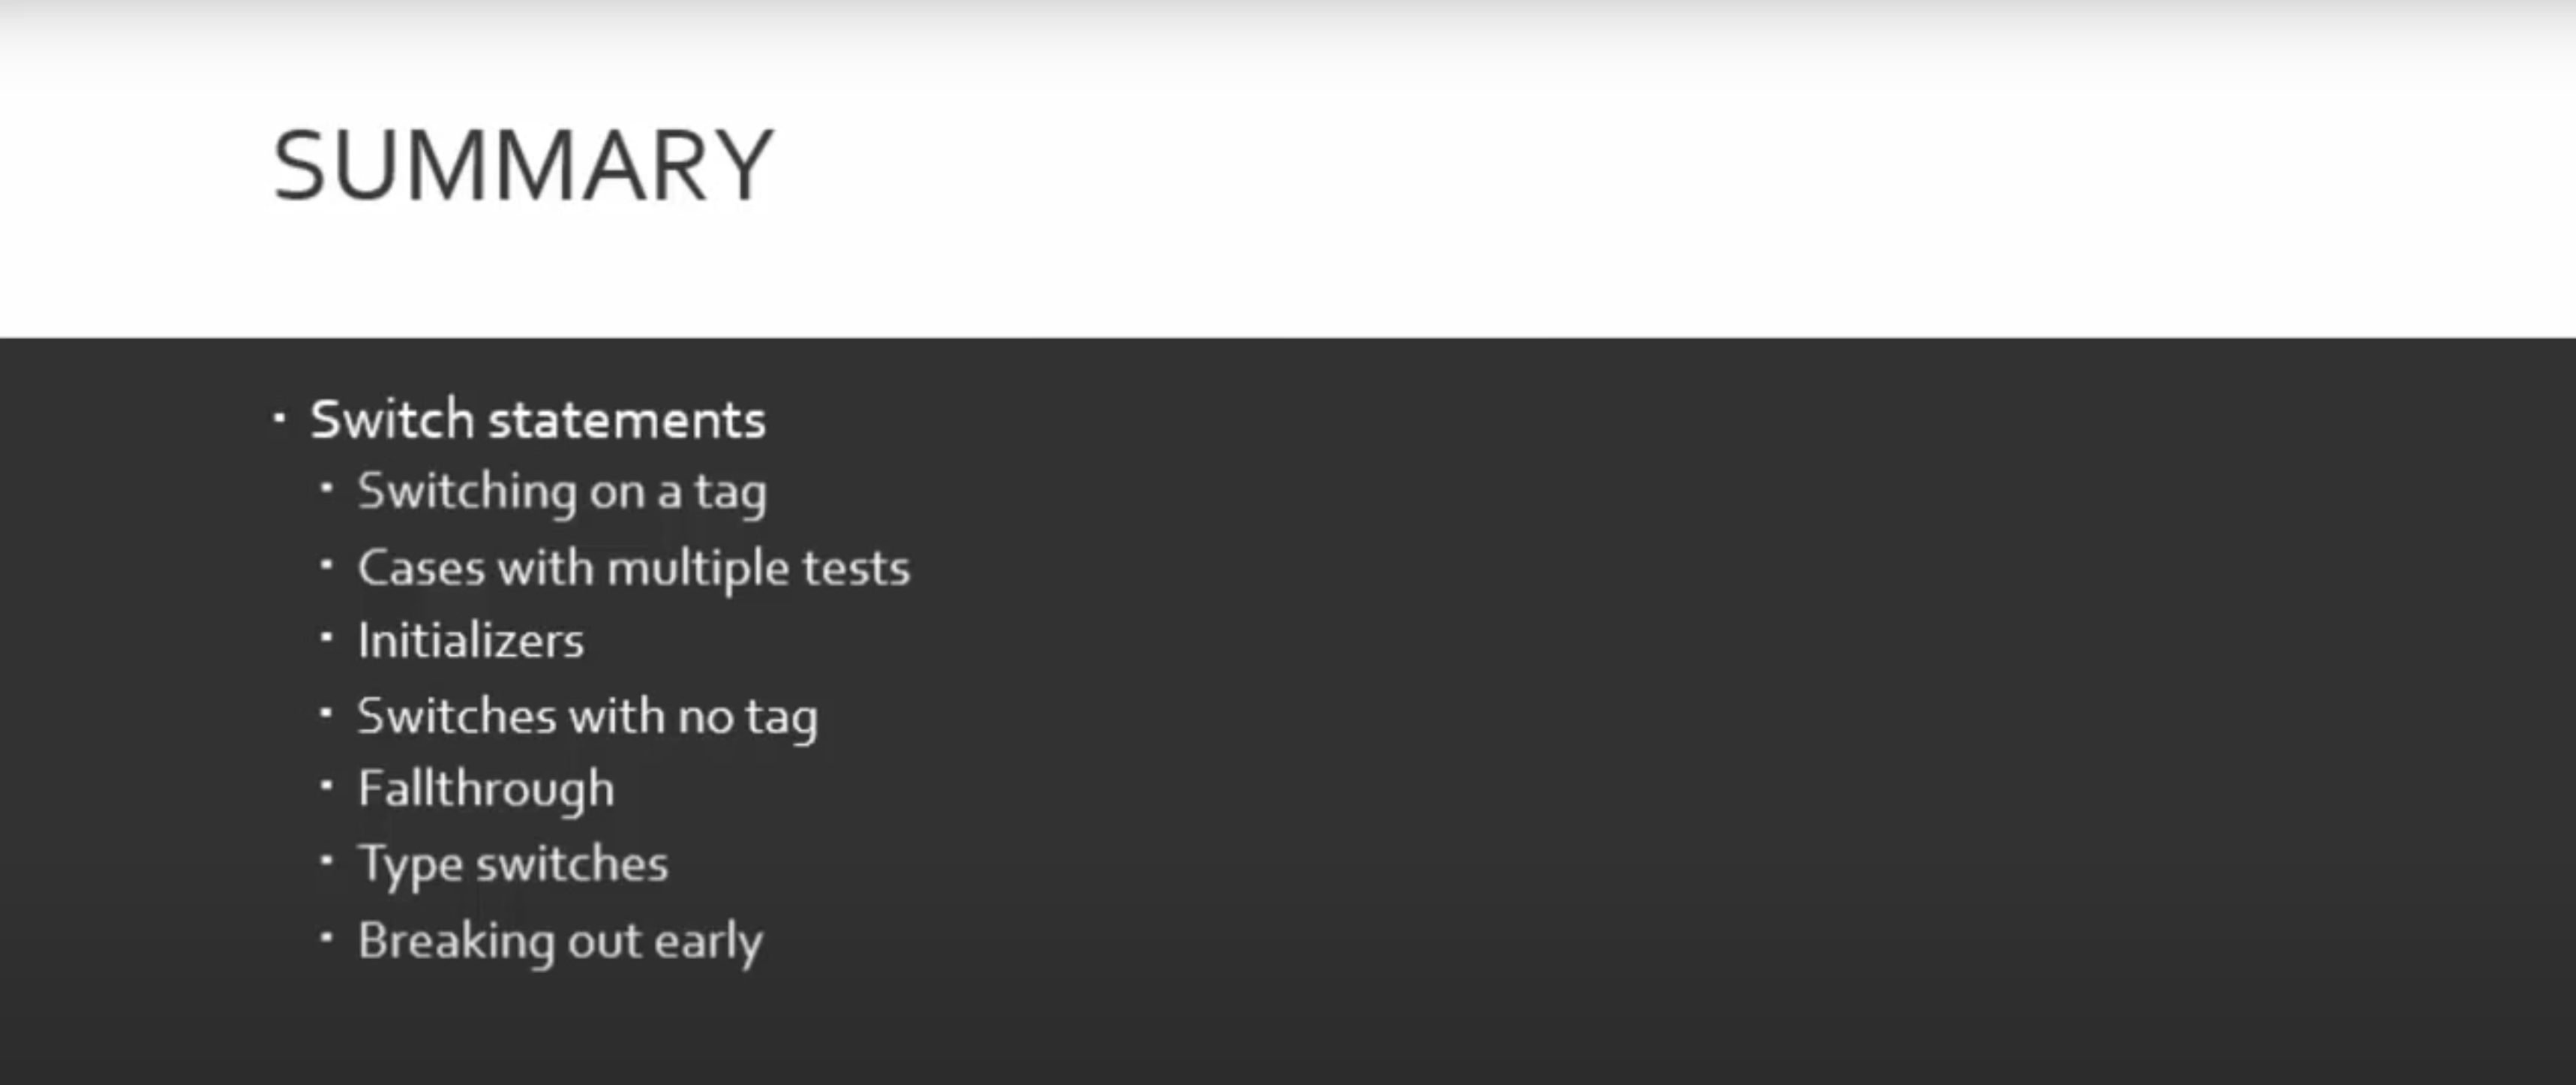 SUMMARY
▪ Switch statements
▪ Switching on a tag
▪ Cases with multiple tests
▪ Initializers
▪ Switches with no tag
▪ Fallthrough
▪ Type switches
▪ Breaking out early